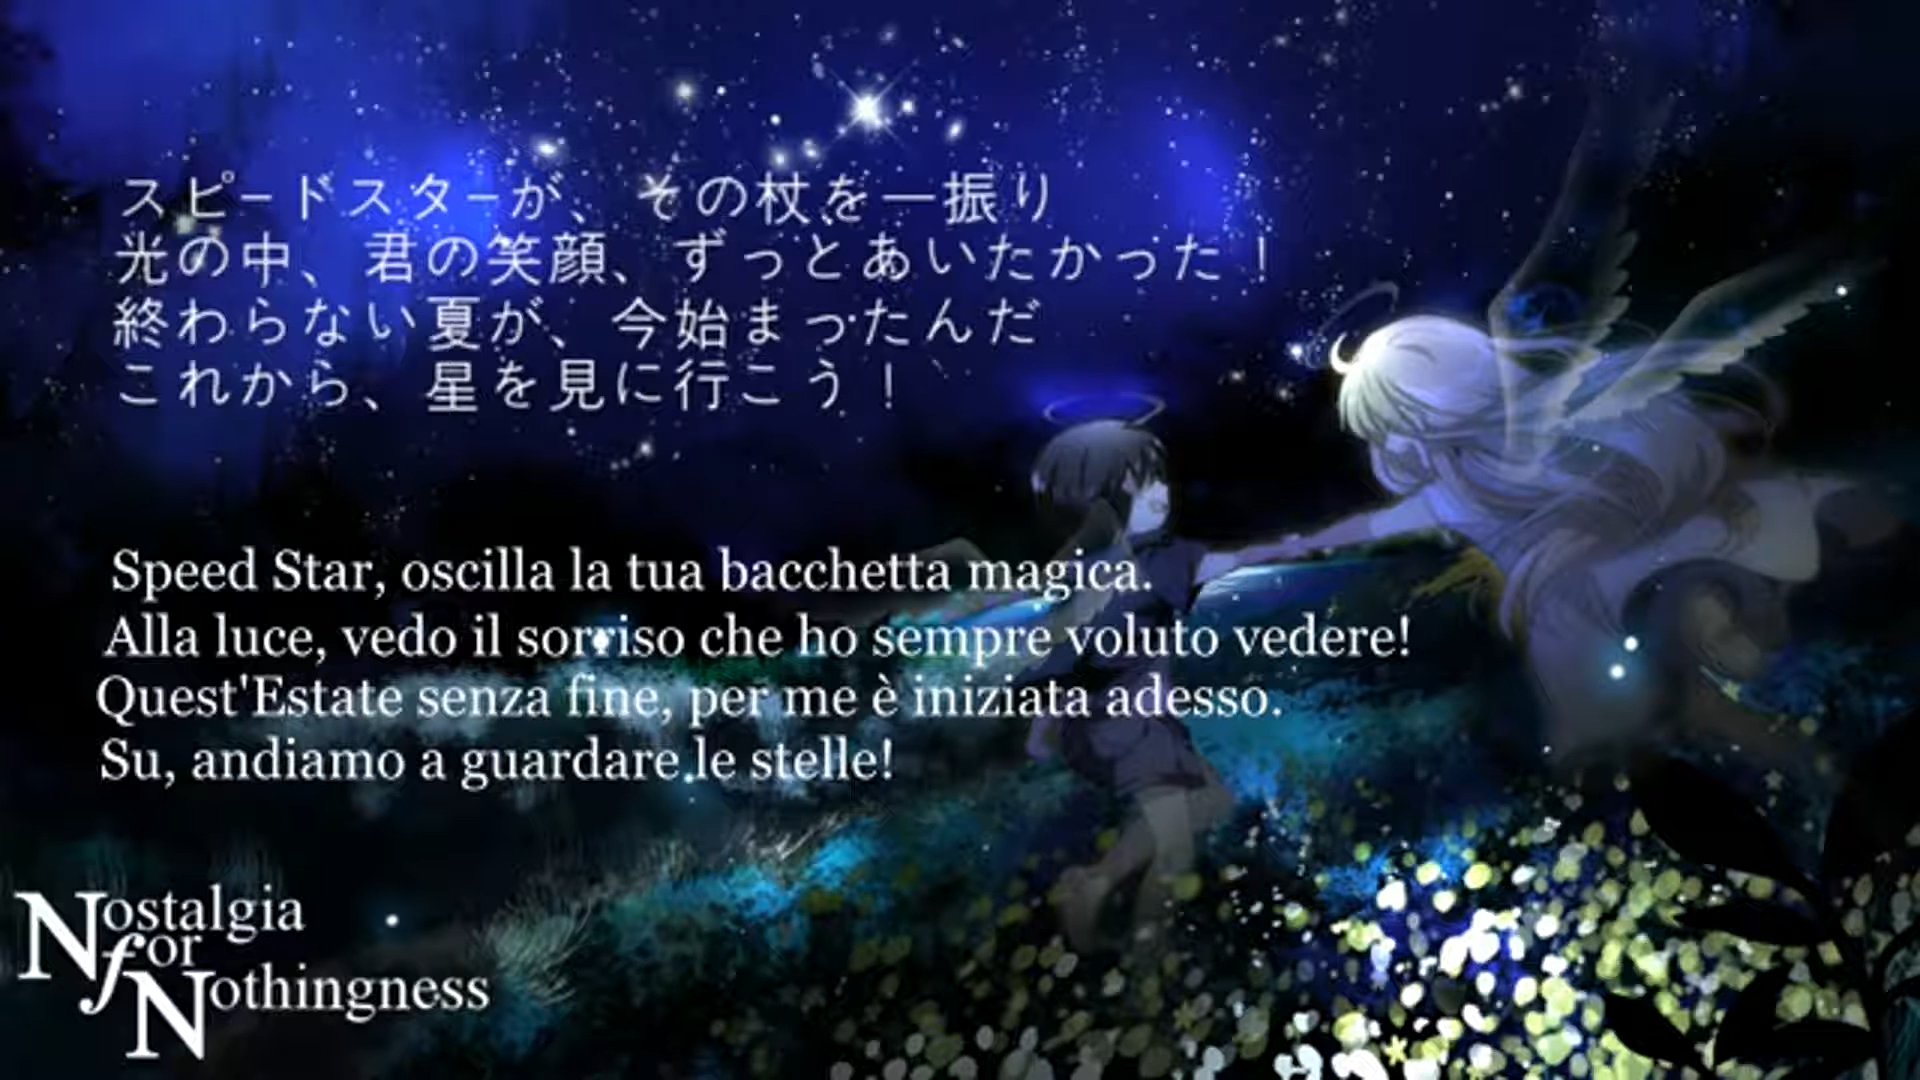 スピードスターが、その杖を一振り
光の中、君の笑顔、ずっとあいたかった！
終わらない夏が、今始まったんだ
これから、星を見に行こう！
Speed Star, oscilla la tua bacchetta magica.
Alla luce, vedo il sorriso che ho sempre voluto vedere!
Quest'Estate senza fine, per me è iniziata adesso.
Su, andiamo a guardare le stelle!
Nostalgia
for
Nothingness